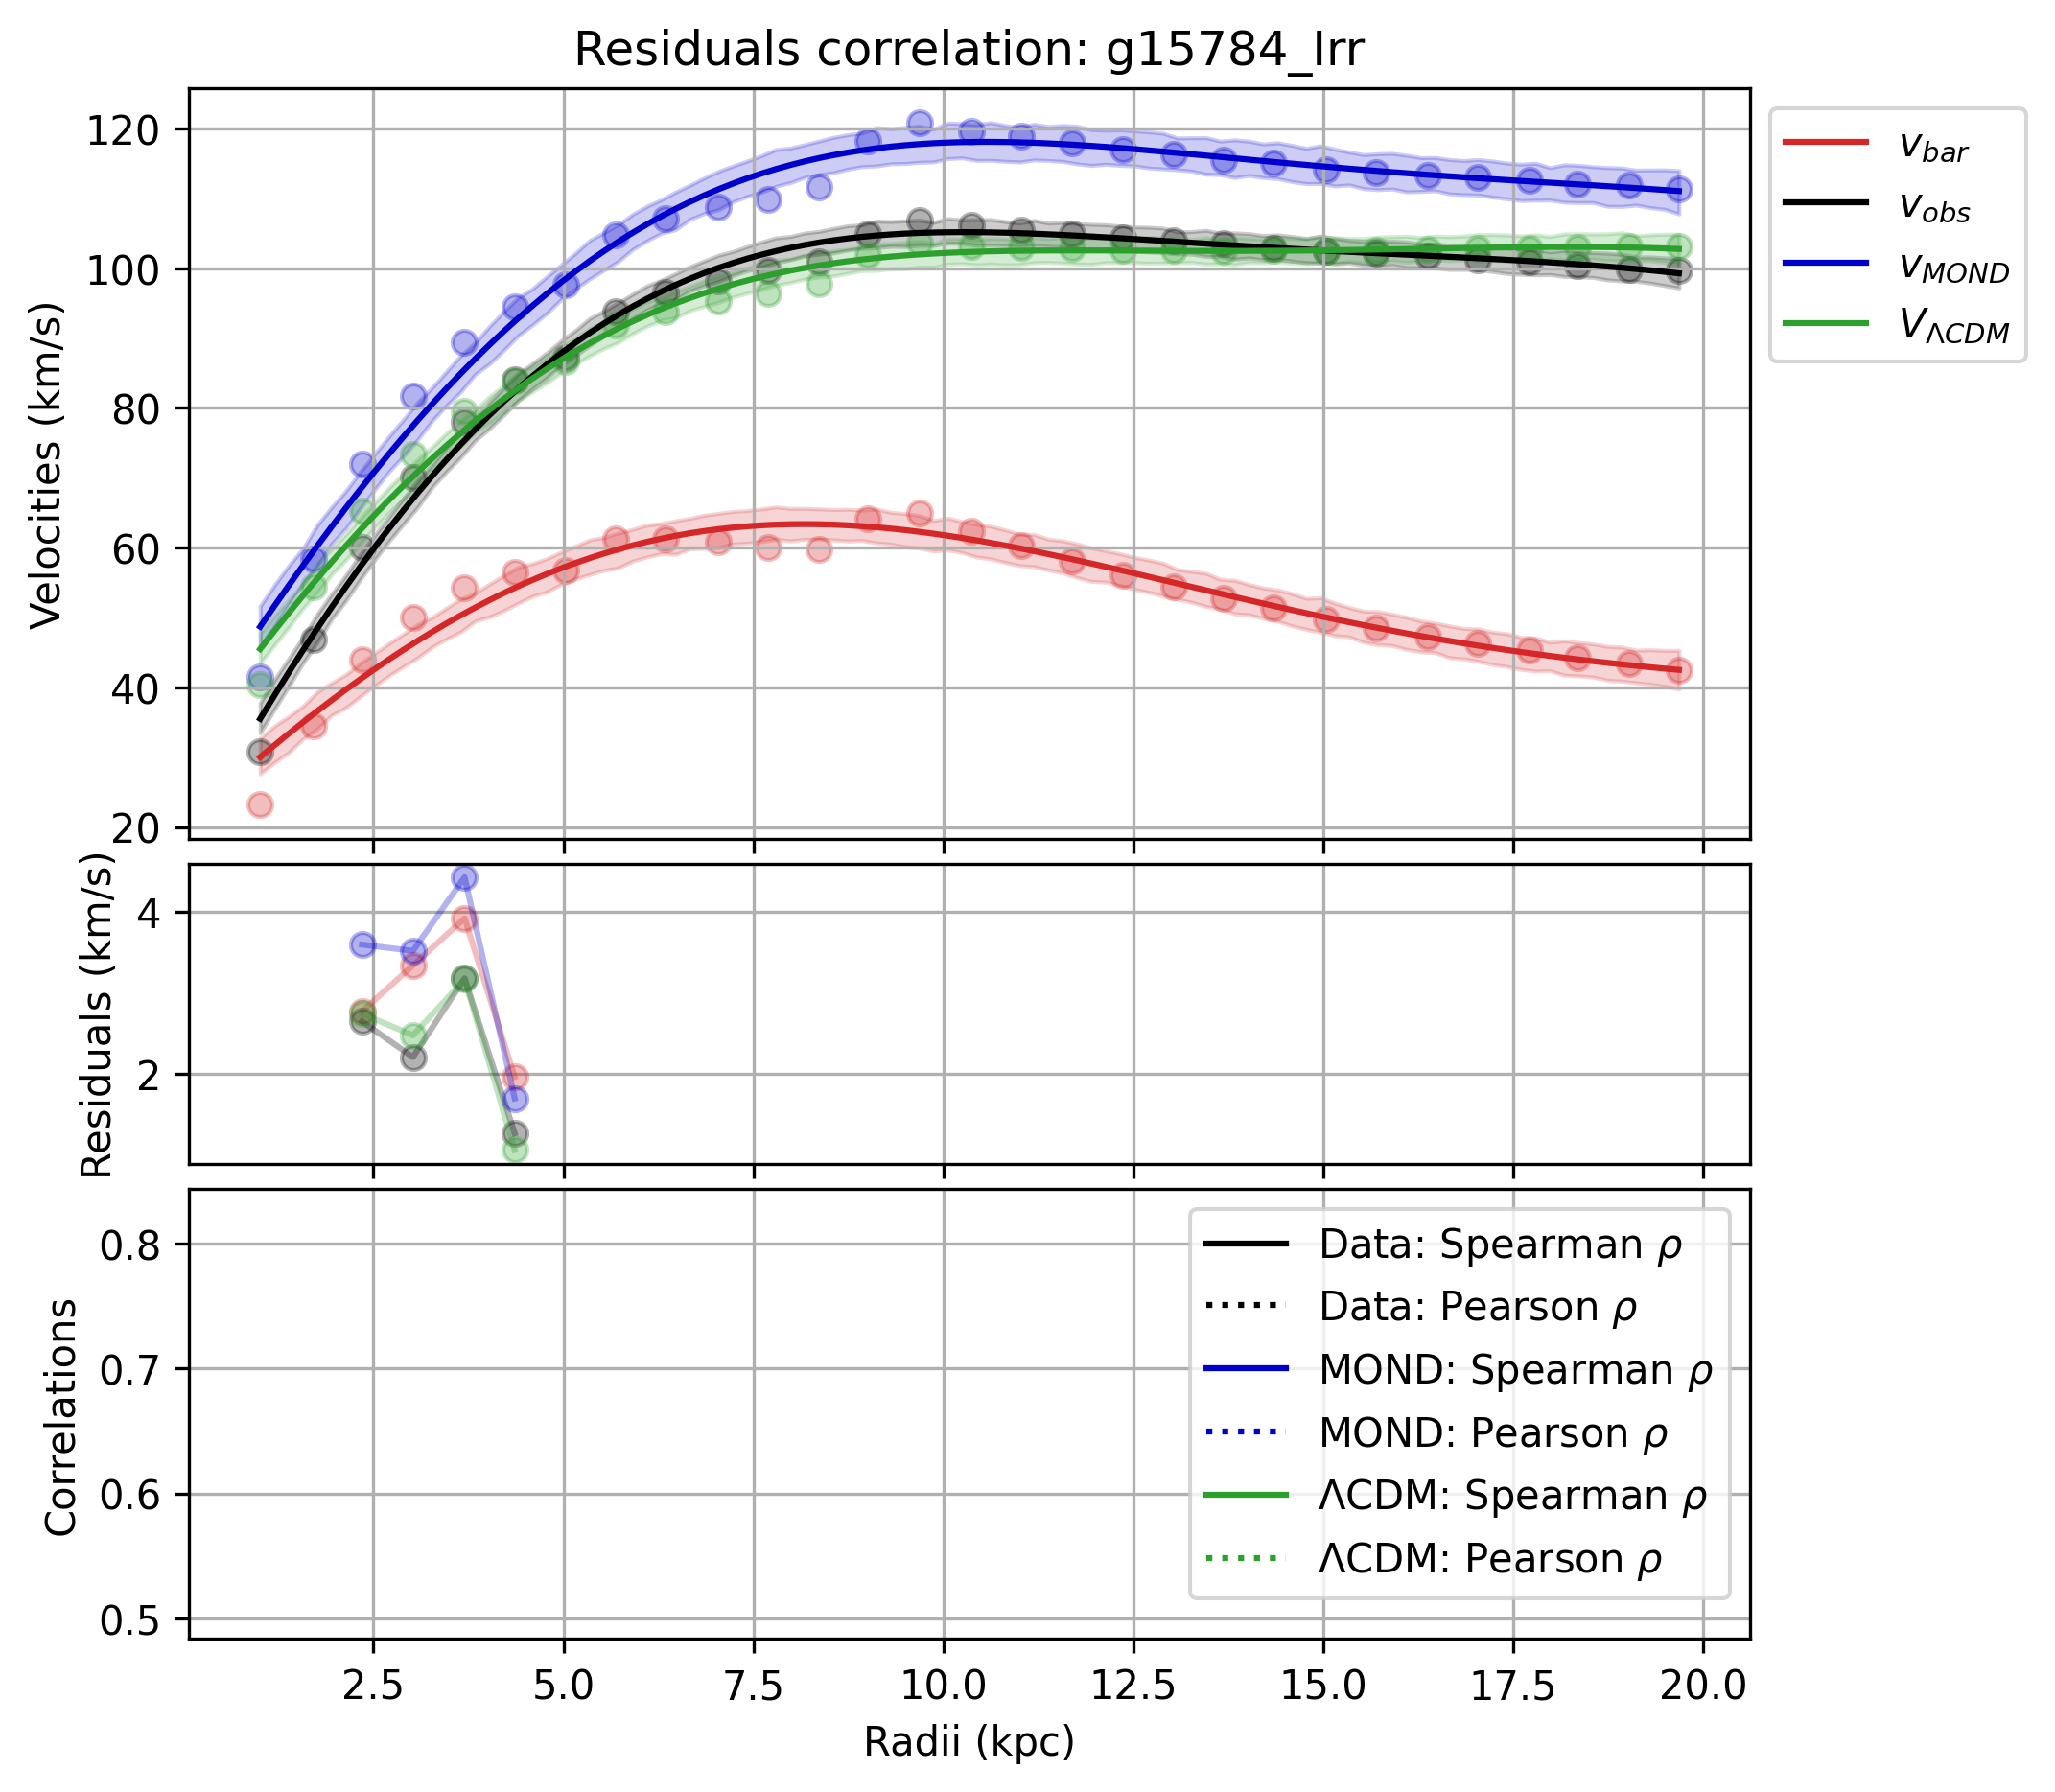 Residuals correlation: g15784_Irr
120
100
80
60
40
20
Velocities (km/s)
v_bar
v_obs
v_MOND
V_ΛCDM
4
2
Residuals (km/s)
0.8
0.7
0.6
0.5
Correlations
Data: Spearman ρ
Data: Pearson ρ
MOND: Spearman ρ
MOND: Pearson ρ
ΛCDM: Spearman ρ
ΛCDM: Pearson ρ
2.5 5.0 7.5 10.0 12.5 15.0 17.5 20.0
Radii (kpc)